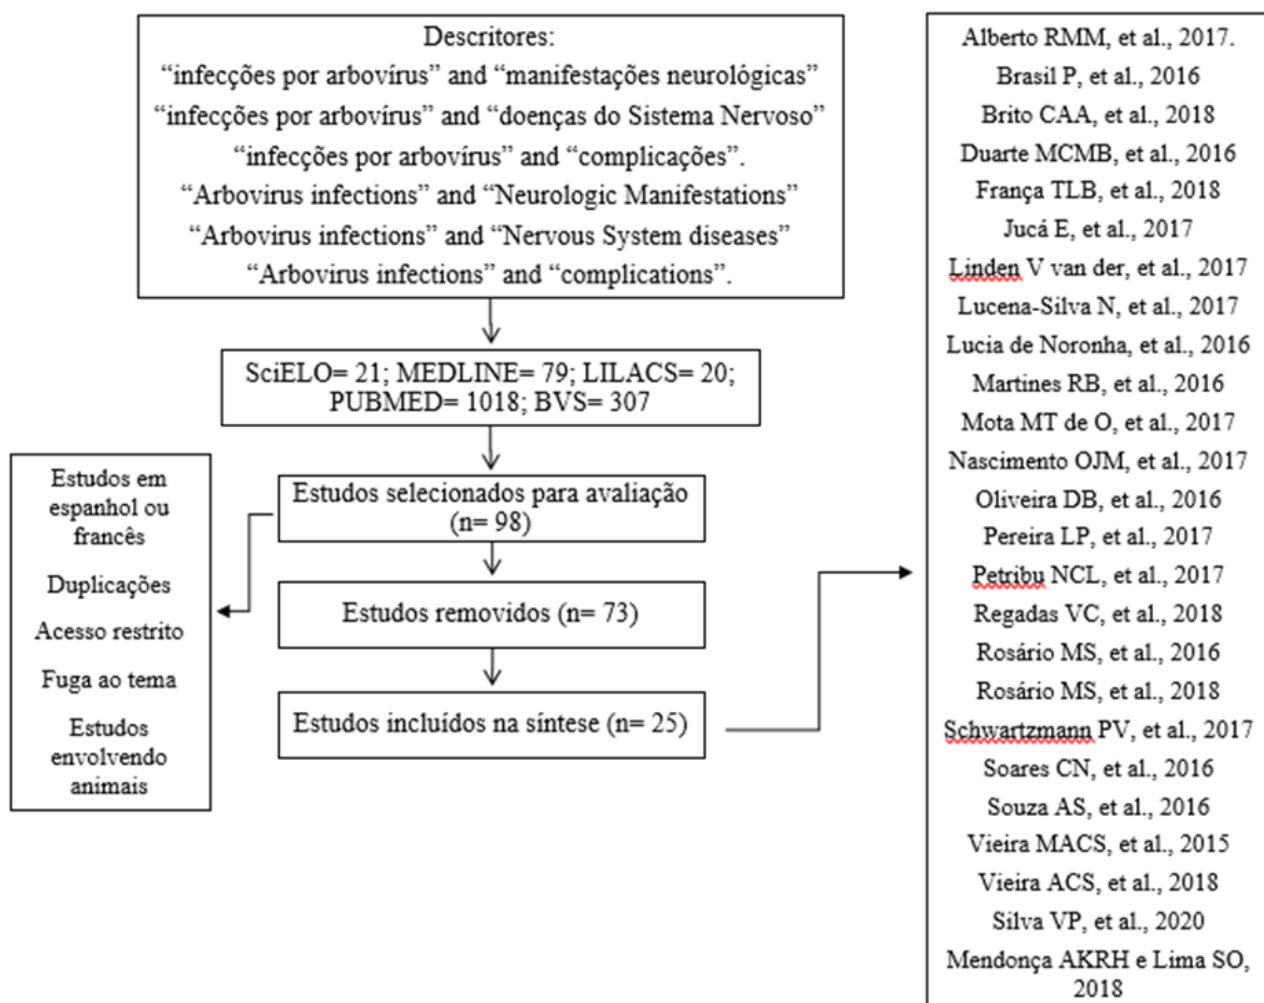 Descritores:
“infecções por arbovírus” and “manifestações neurológicas”
“infecções por arbovírus” and “doenças do Sistema Nervoso”
“infecções por arbovírus” and “complicações”.
“Arbovirus infections” and “Neurologic Manifestations”
“Arbovirus infections” and “Nervous System diseases”
“Arbovirus infections” and “complications”.
SciELO= 21; MEDLINE= 79; LILACS= 20;
PUBMED= 1018; BVS= 307
Estudos selecionados para avaliação
(n= 98)
Estudos em
espanhol ou
francês
Duplicações
Acesso restrito
Fuga ao tema
Estudos
envolvendo
animais
Estudos removidos (n= 73)
Estudos incluídos na síntese (n= 25)
Alberto RMM, et al., 2017.
Brasil P, et al., 2016
Brito CAA, et al., 2018
Duarte MCMB, et al., 2016
França TLB, et al., 2018
Jucá E, et al., 2017
Linden V van der, et al., 2017
Lucena-Silva N, et al., 2017
Lucia de Noronha, et al., 2016
Martines RB, et al., 2016
Mota MT de O, et al., 2017
Nascimento OJM, et al., 2017
Oliveira DB, et al., 2016
Pereira LP, et al., 2017
Petribu NCL, et al., 2017
Regadas VC, et al., 2018
Rosário MS, et al., 2016
Rosário MS, et al., 2018
Schwartzmann PV, et al., 2017
Soares CN, et al., 2016
Souza AS, et al., 2016
Vieira MACS, et al., 2015
Vieira ACS, et al., 2018
Silva VP, et al., 2020
Mendonça AKRH e Lima SO,
2018